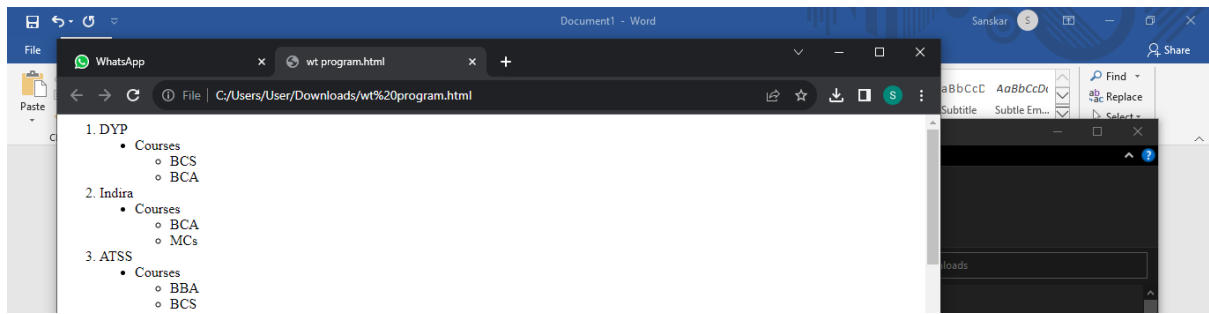 Document1 - Word
Sanskar S
File
Share
WhatsApp
wt program.html
File C:/Users/User/Downloads/wt%20program.html
S
Paste
aBbCcD AaBbCcDc
Subtitle Subtle Em...
Find
Replace
Select
1. DYP
• Courses
◦ BCS
◦ BCA
2. Indira
• Courses
◦ BCA
◦ MCs
3. ATSS
• Courses
◦ BBA
◦ BCS